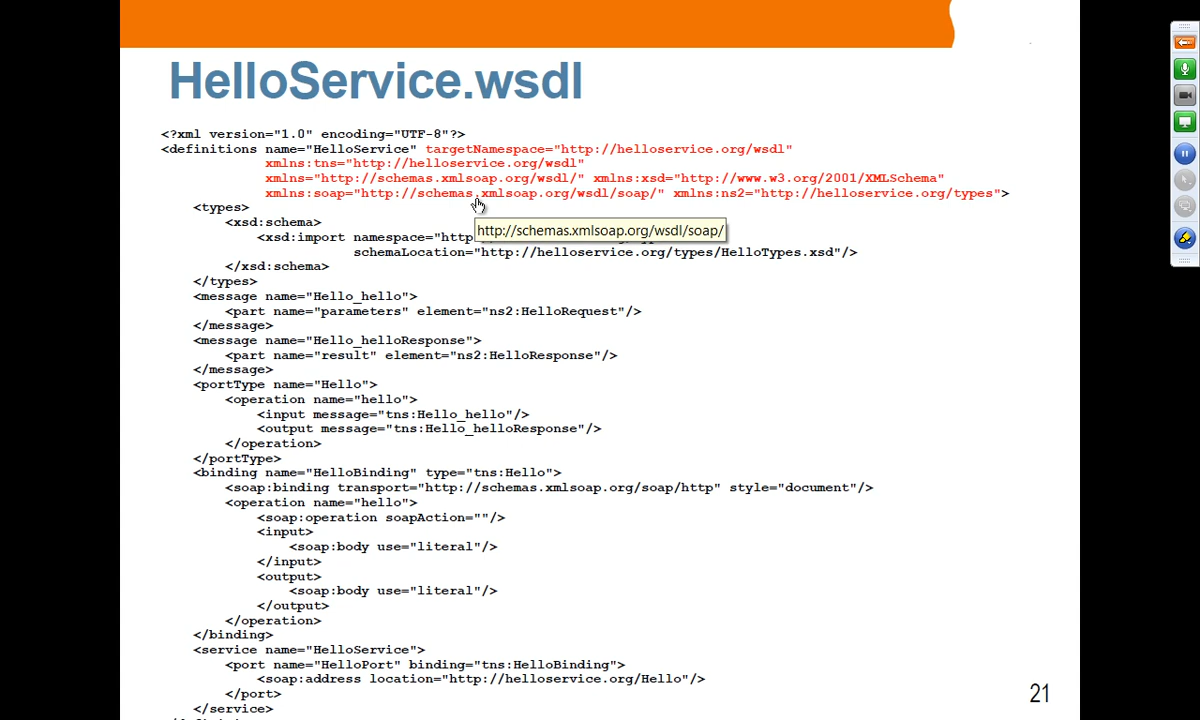 HelloService.wsdl
<?xml version="1.0" encoding="UTF-8"?>
<definitions name="HelloService" targetNamespace="http://helloservice.org/wsdl"
xmlns:tns="http://helloservice.org/wsdl"
xmlns="http://schemas.xmlsoap.org/wsdl/" xmlns:xsd="http://www.w3.org/2001/XMLSchema"
xmlns:soap="http://schemas.xmlsoap.org/wsdl/soap/" xmlns:ns2="http://helloservice.org/types">
<types>
<xsd:schema>
<xsd:import namespace="http
http://schemas.xmlsoap.org/wsdl/soap/
schemaLocation="http://helloservice.org/types/HelloTypes.xsd"/>
</xsd:schema>
</types>
<message name="Hello_hello">
<part name="parameters" element="ns2:HelloRequest"/>
</message>
<message name="Hello_helloResponse">
<part name="result" element="ns2:HelloResponse"/>
</message>
<portType name="Hello">
<operation name="hello">
<input message="tns:Hello_hello"/>
<output message="tns:Hello_helloResponse"/>
</operation>
</portType>
<binding name="HelloBinding" type="tns:Hello">
<soap:binding transport="http://schemas.xmlsoap.org/soap/http" style="document"/>
<operation name="hello">
<soap:operation soapAction=""/>
<input>
<soap:body use="literal"/>
</input>
<output>
<soap:body use="literal"/>
</output>
</operation>
</binding>
<service name="HelloService">
<port name="HelloPort" binding="tns:HelloBinding">
<soap:address location="http://helloservice.org/Hello"/>
</port>
</service>
21